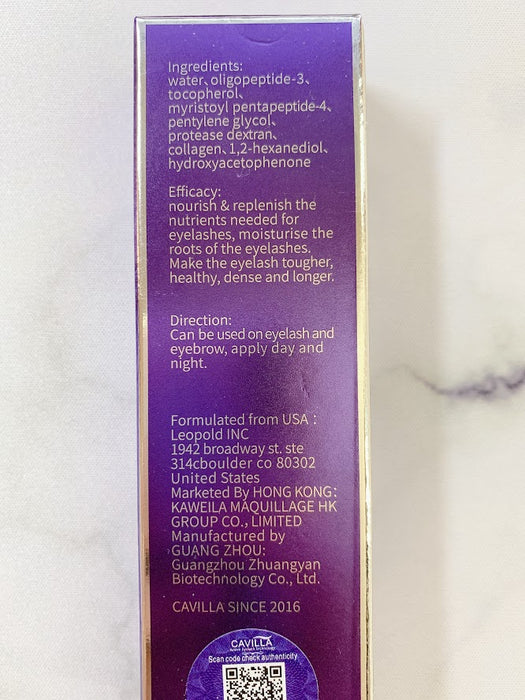 Ingredients:
water、oligopeptide-3、
tocopherol、
myristoyl pentapeptide-4、
pentylene glycol、
protease dextran、
collagen、1,2-hexanediol、
hydroxyacetophenone
Efficacy:
nourish & replenish the
nutrients needed for
eyelashes, moisturise the
roots of the eyelashes.
Make the eyelash tougher,
healthy, dense and longer.
Direction:
Can be used on eyelash and
eyebrow, apply day and
night.
Formulated from USA：
Leopold INC
1942 broadway st. ste
314cboulder co 80302
United States
Marketed By HONG KONG：
KAWEILA MAQUILLAGE HK
GROUP CO., LIMITED
Manufactured by
GUANG ZHOU:
Guangzhou Zhuangyan
Biotechnology Co., Ltd.
CAVILLA SINCE 2016
CAVILLA
Scan code check authenticity